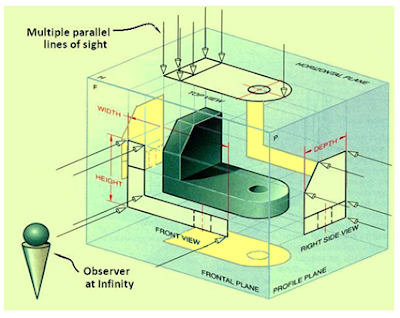 Multiple parallel
lines of sight
H
F
HORIZONTAL PLANE
TOP VIEW
WIDTH
P
DEPTH
HEIGHT
FRONT VIEW
RIGHT SIDE VIEW
FRONTAL PLANE
PROFILE PLANE
Observer
at Infinity